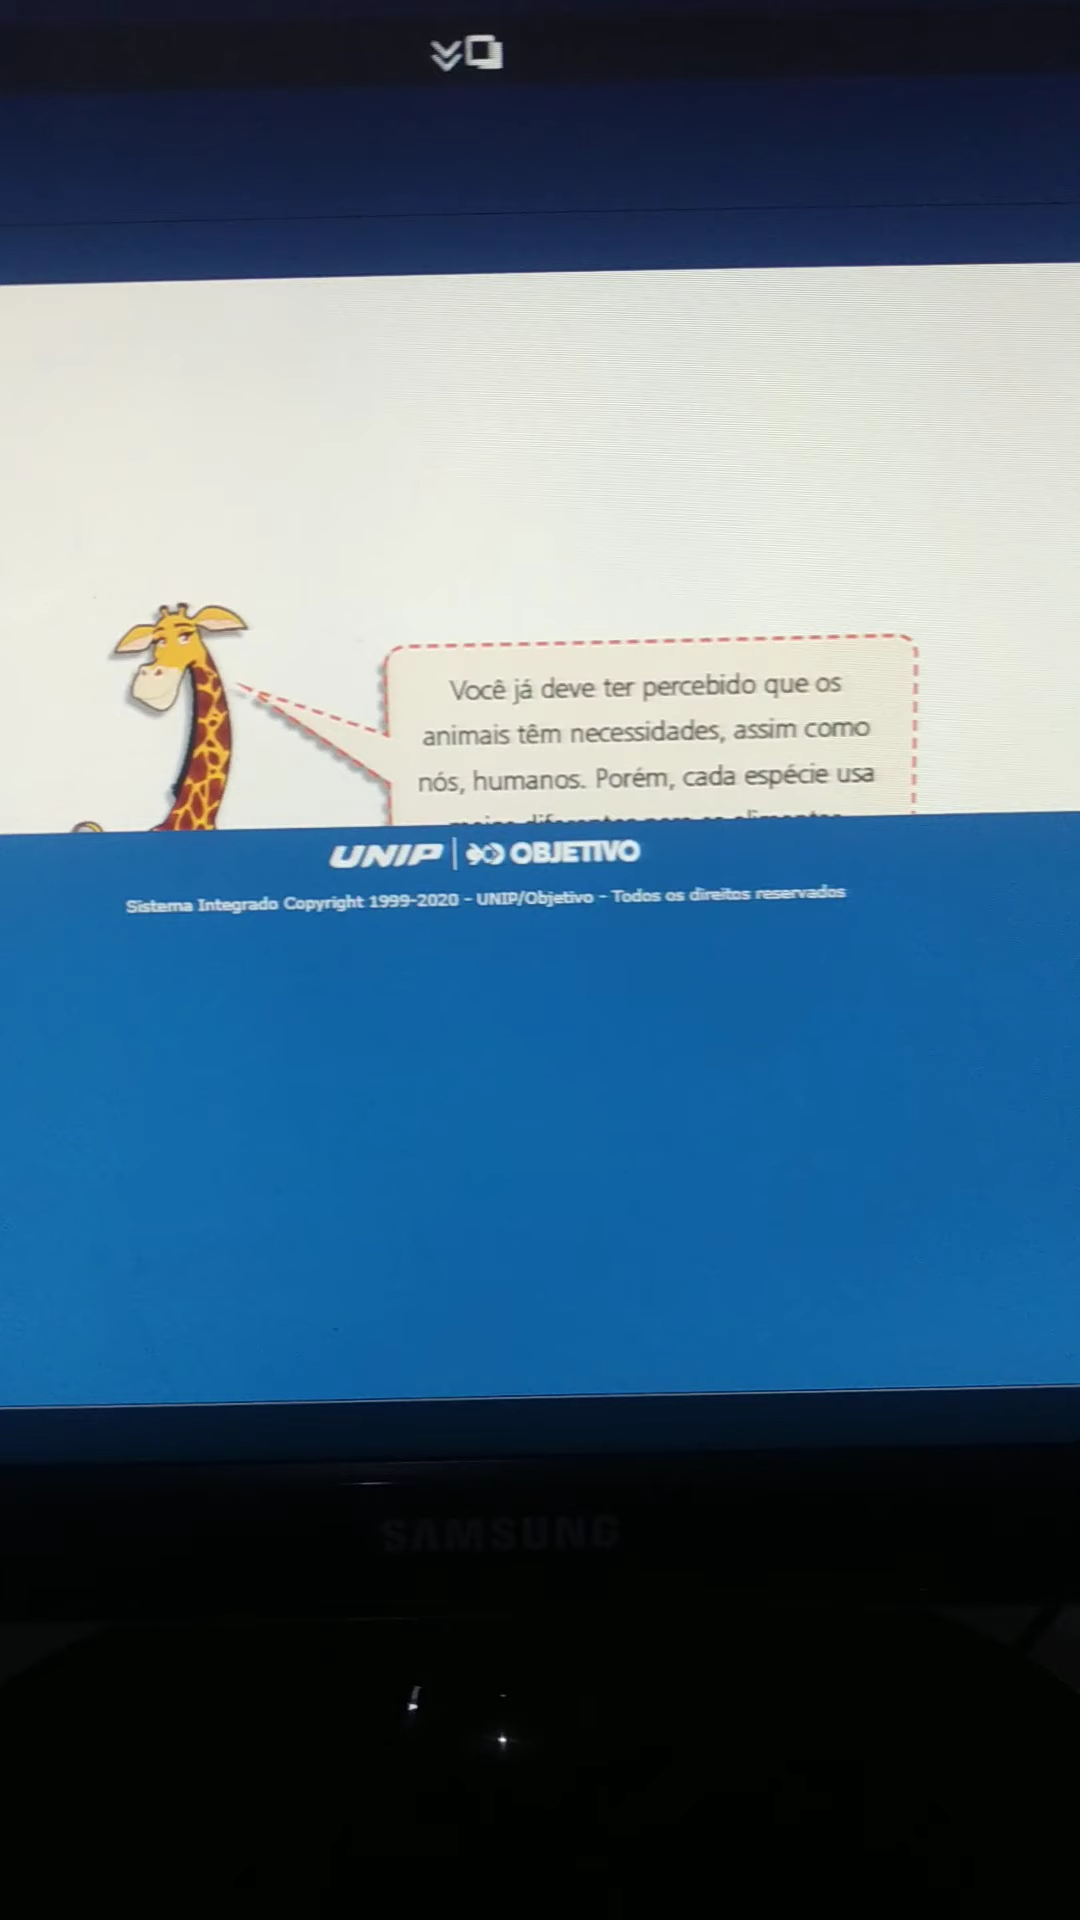 Você já deve ter percebido que os
animais têm necessidades, assim como
nós, humanos. Porém, cada espécie usa
UNIP | OBJETIVO
Sistema Integrado Copyright 1999-2020 - UNIP/Objetivo - Todos os direitos reservados
SAMSUNG